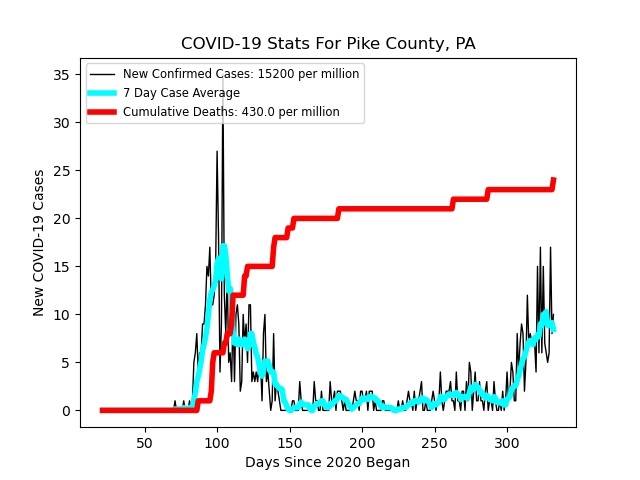 COVID-19 Stats For Pike County, PA
New Confirmed Cases: 15200 per million
7 Day Case Average
Cumulative Deaths: 430.0 per million
35
30
25
20
15
10
5
0
New COVID-19 Cases
50 100 150 200 250 300
Days Since 2020 Began